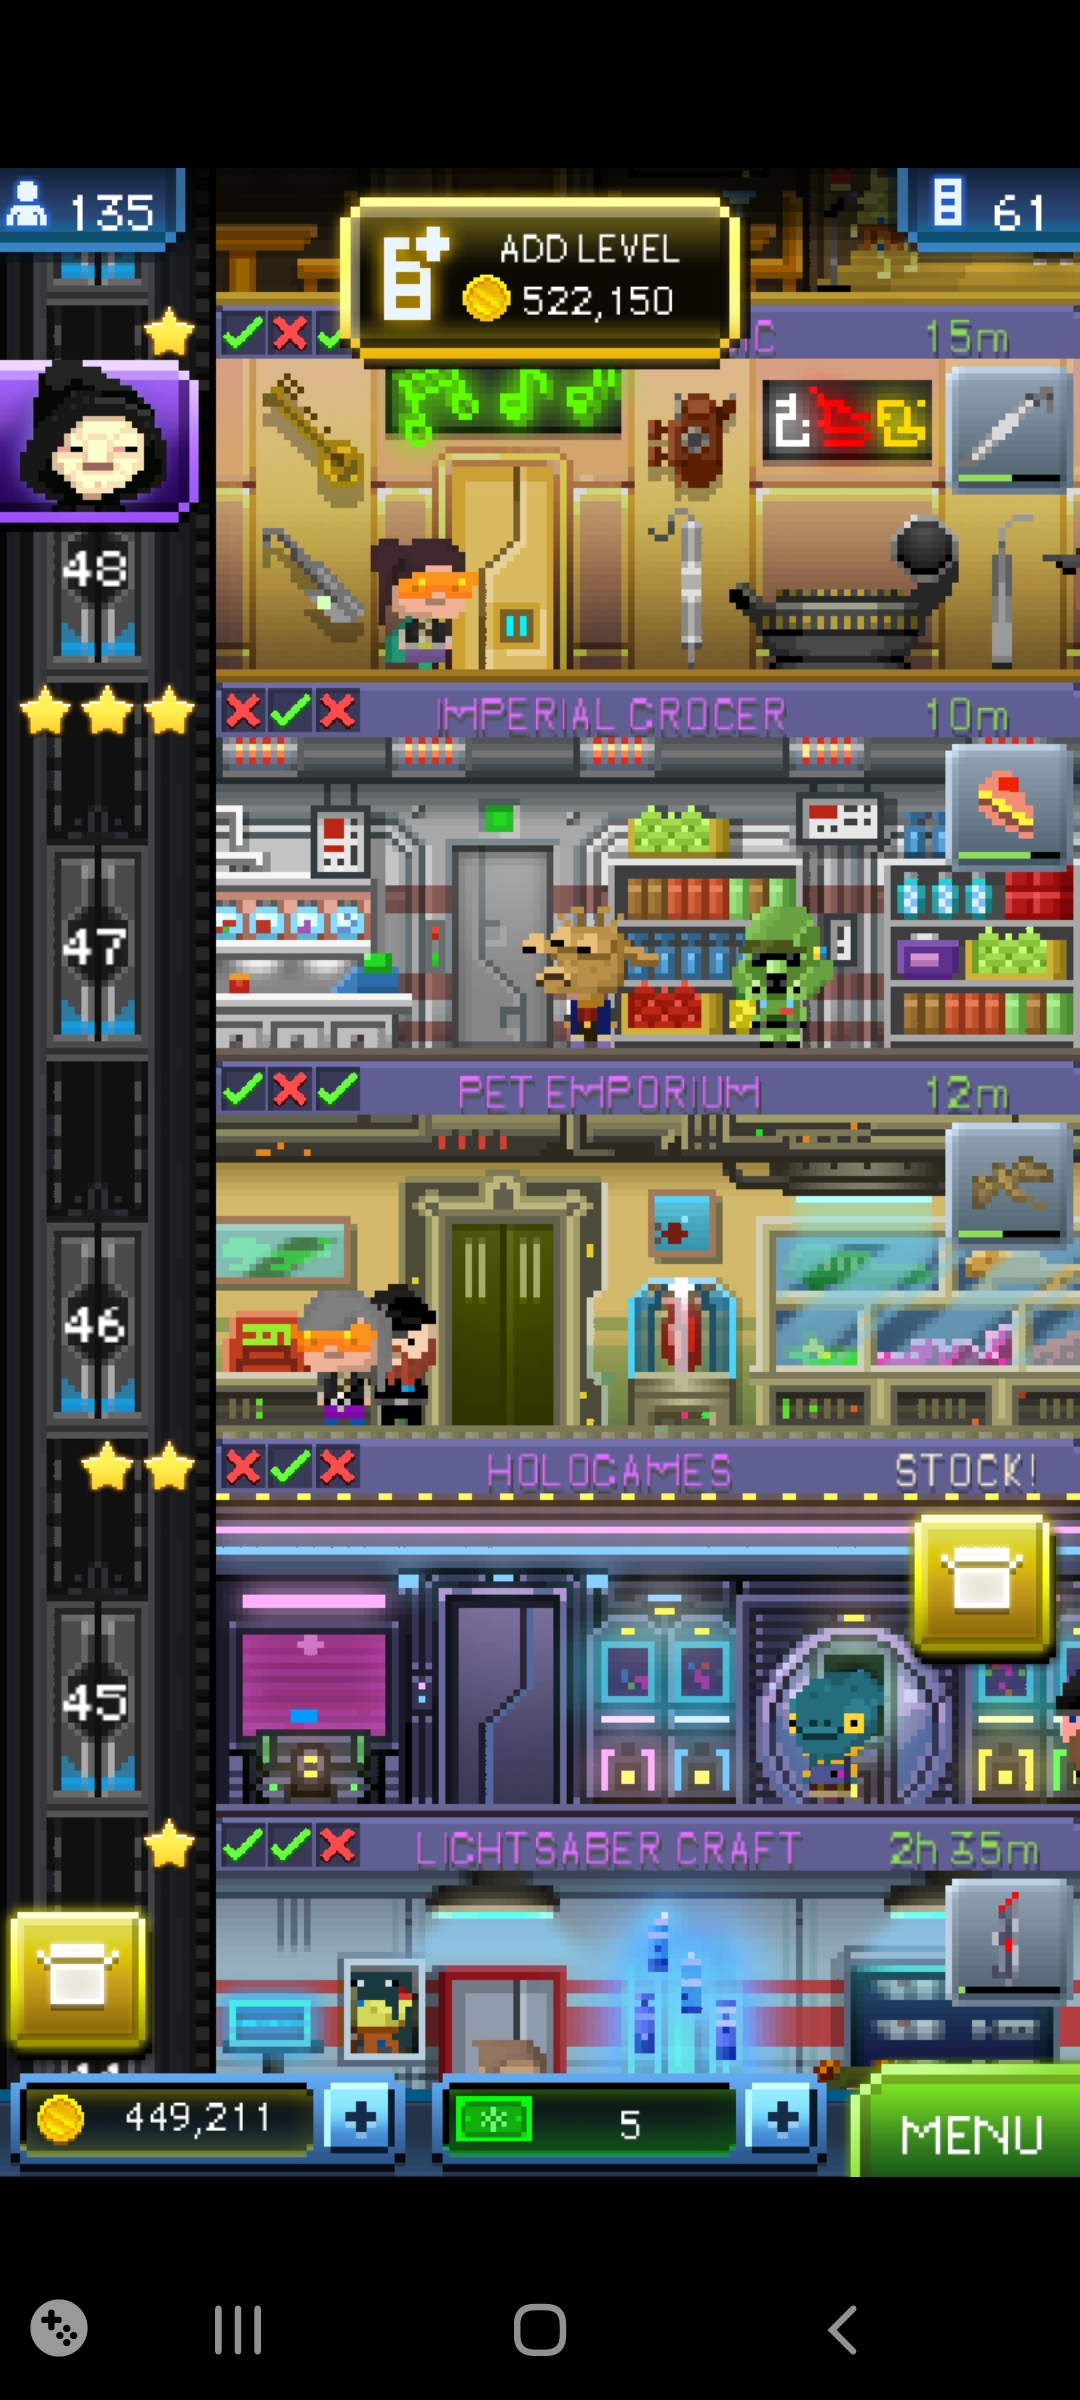 135
61
ADD LEVEL
522,150
15m
48
IMPERIAL GROCER
10m
47
PET EMPORIUM
12m
46
HOLOGAMES
STOCK!
45
LIGHTSABER CRAFT
2h 35m
449,211
5
MENU